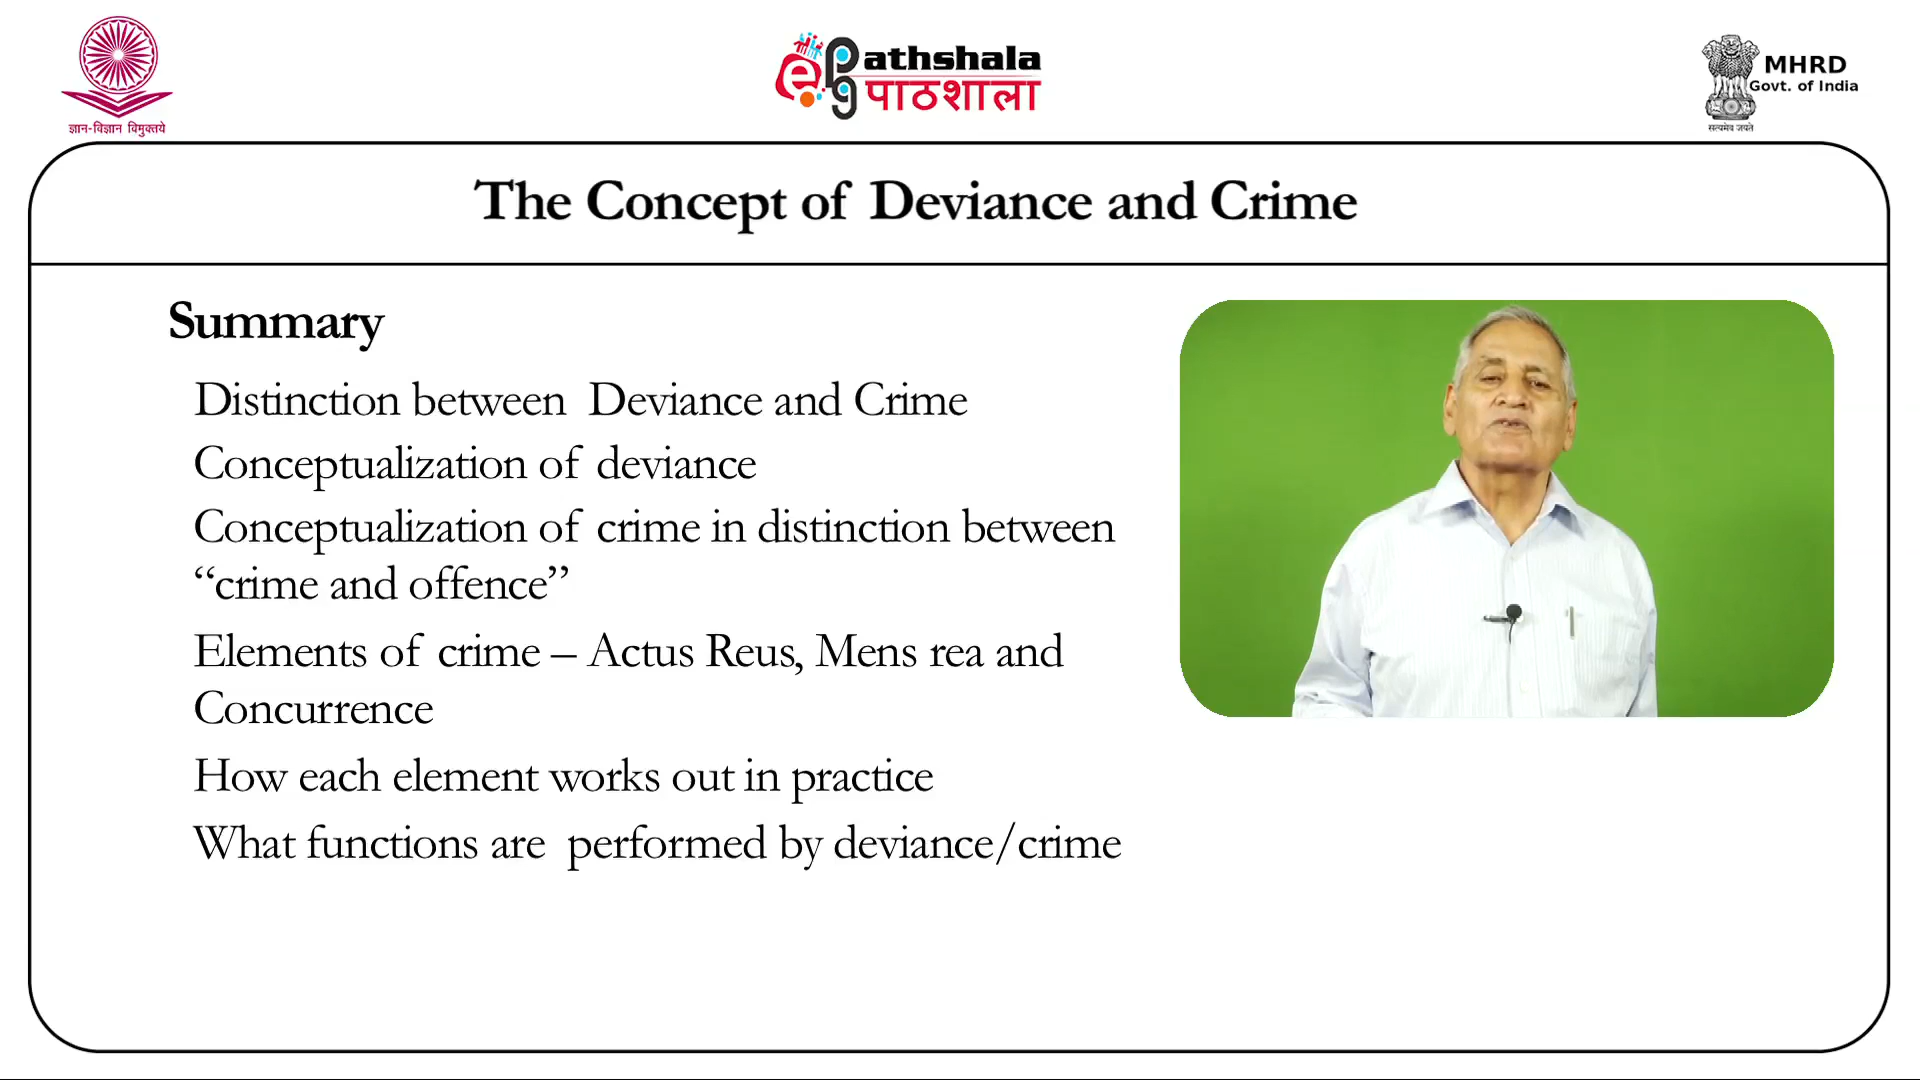 ज्ञान-विज्ञान विमुक्तये
ePathshala
पाठशाला
MHRD
Govt. of India
सत्यमेव जयते
The Concept of Deviance and Crime
Summary
Distinction between Deviance and Crime
Conceptualization of deviance
Conceptualization of crime in distinction between
“crime and offence”
Elements of crime – Actus Reus, Mens rea and
Concurrence
How each element works out in practice
What functions are performed by deviance/crime